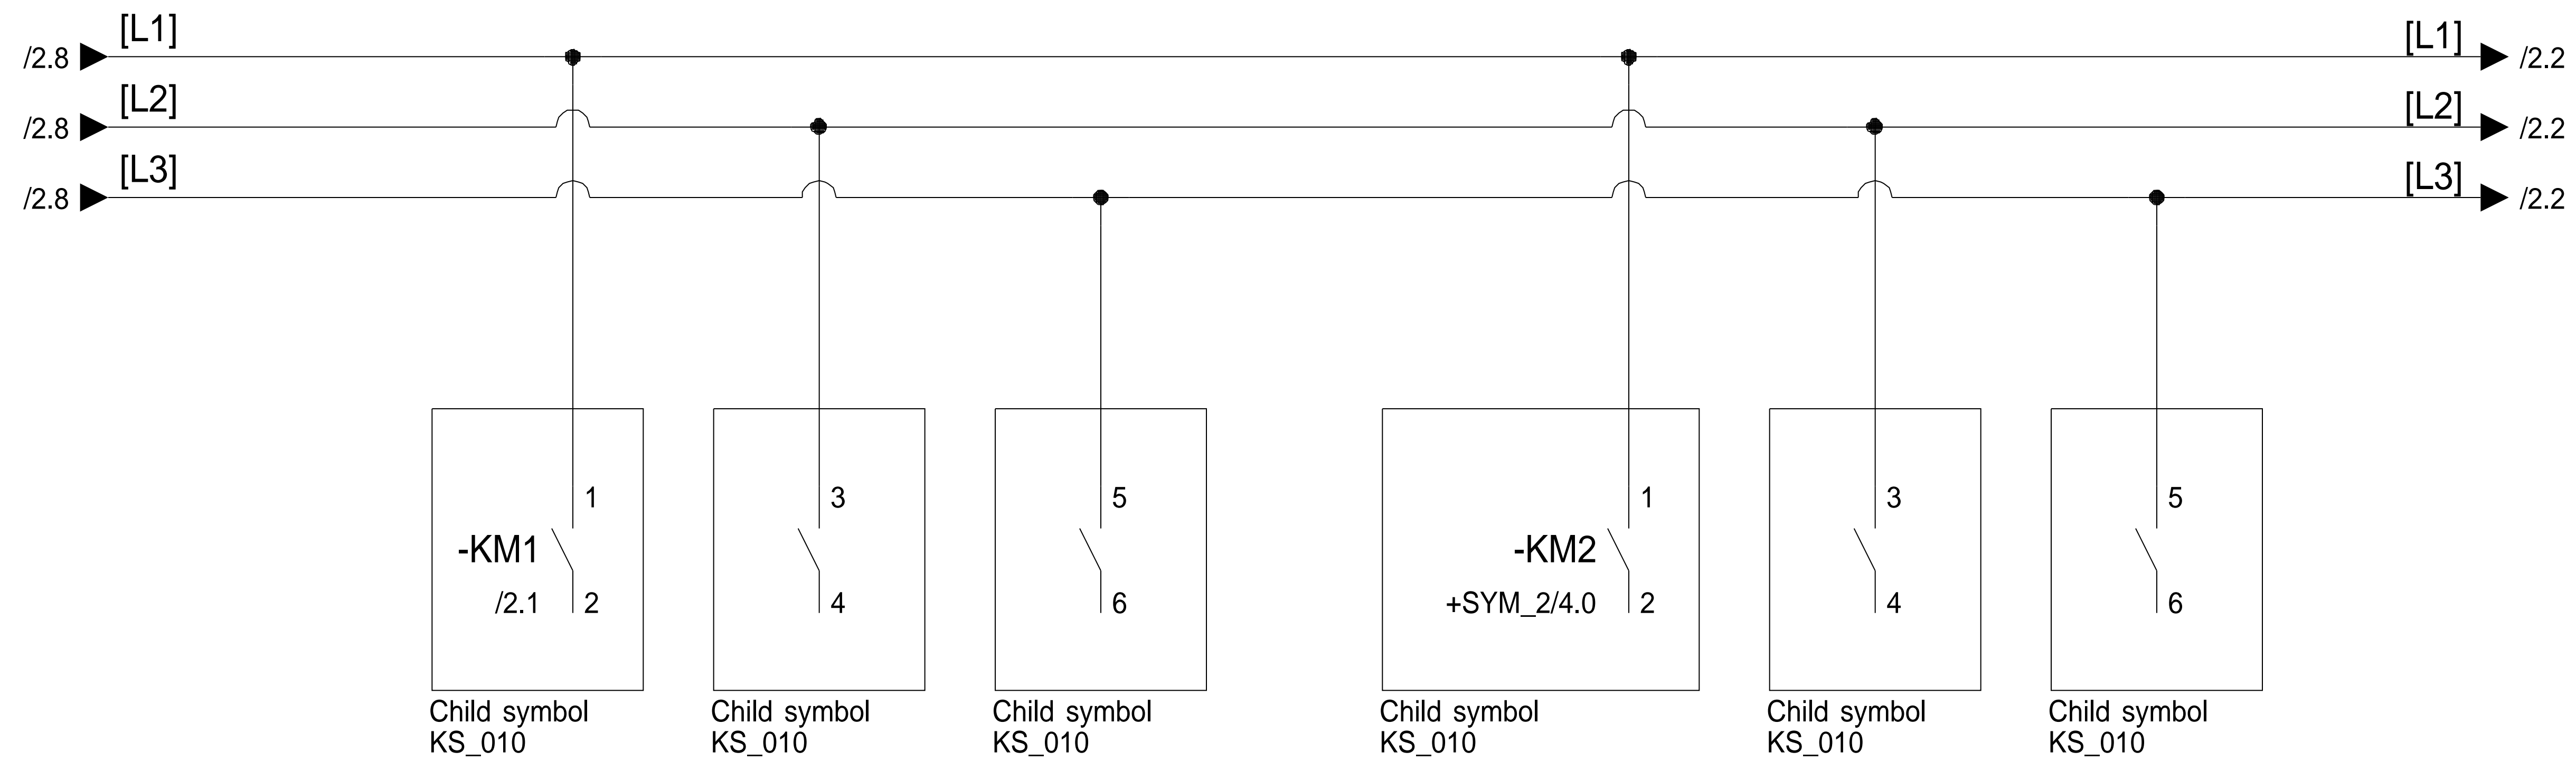 [L1]
/2.8
[L1]
/2.2
[L2]
/2.8
[L2]
/2.2
[L3]
/2.8
[L3]
/2.2
1
3
5
1
3
5
-KM1
-KM2
/2.1
2
4
6
+SYM_2/4.0
2
4
6
Child symbol
KS_010
Child symbol
KS_010
Child symbol
KS_010
Child symbol
KS_010
Child symbol
KS_010
Child symbol
KS_010